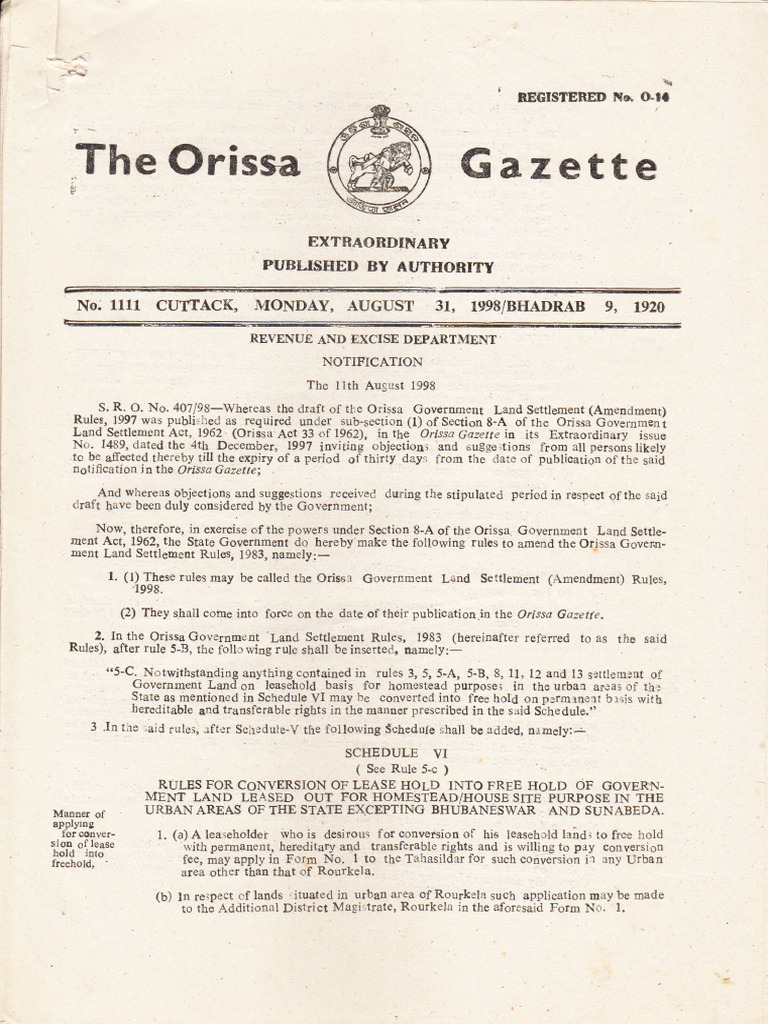 REGISTERED No. O-14
The Orissa Gazette
EXTRAORDINARY
PUBLISHED BY AUTHORITY
No. 1111 CUTTACK, MONDAY, AUGUST 31, 1998/BHADRAB 9, 1920
REVENUE AND EXCISE DEPARTMENT
NOTIFICATION
The 11th August 1998
S. R. O. No. 407/98—Whereas the draft of the Orissa Government Land Settlement (Amendment)
Rules, 1997 was published as required under sub-section (1) of Section 8-A of the Orissa Government
Land Settlement Act, 1962 (Orissa Act 33 of 1962), in the Orissa Gazette in its Extraordinary issue
No. 1489, dated the 4th December, 1997 inviting objections and suggestions from all persons likely
to be affected thereby till the expiry of a period of thirty days from the date of publication of the said
notification in the Orissa Gazette;
And whereas objections and suggestions received during the stipulated period in respect of the said
draft have been duly considered by the Government;
Now, therefore, in exercise of the powers under Section 8-A of the Orissa Government Land Settle-
ment Act, 1962, the State Government do hereby make the following rules to amend the Orissa Govern-
ment Land Settlement Rules, 1983, namely:—
1. (1) These rules may be called the Orissa Government Land Settlement (Amendment) Rules,
1998.
(2) They shall come into force on the date of their publication in the Orissa Gazette.
2. In the Orissa Government Land Settlement Rules, 1983 (hereinafter referred to as the said
Rules), after rule 5-B, the following rule shall be inserted, namely:—
"5-C. Notwithstanding anything contained in rules 3, 5, 5-A, 5-B, 8, 11, 12 and 13 settlement of
Government Land on leasehold basis for homestead purposes in the urban areas of the
State as mentioned in Schedule VI may be converted into free hold on permanent basis with
hereditable and transferable rights in the manner prescribed in the said Schedule."
3 .In the said rules, after Schedule-V the following Schedule shall be added, namely:—
SCHEDULE VI
( See Rule 5-c )
RULES FOR CONVERSION OF LEASE HOLD INTO FREE HOLD OF GOVERN-
MENT LAND LEASED OUT FOR HOMESTEAD/HOUSE SITE PURPOSE IN THE
URBAN AREAS OF THE STATE EXCEPTING BHUBANESWAR AND SUNABEDA.
Manner of
applying
for conver-
sion of lease
hold into
freehold,
1. (a) A leaseholder who is desirous for conversion of his leasehold lands to free hold
with permanent, hereditary and transferable rights and is willing to pay conversion
fee, may apply in Form No. 1 to the Tahasildar for such conversion in any Urban
area other than that of Rourkela.
(b) In respect of lands situated in urban area of Rourkela such application may be made
to the Additional District Magistrate, Rourkela in the aforesaid Form No. 1.